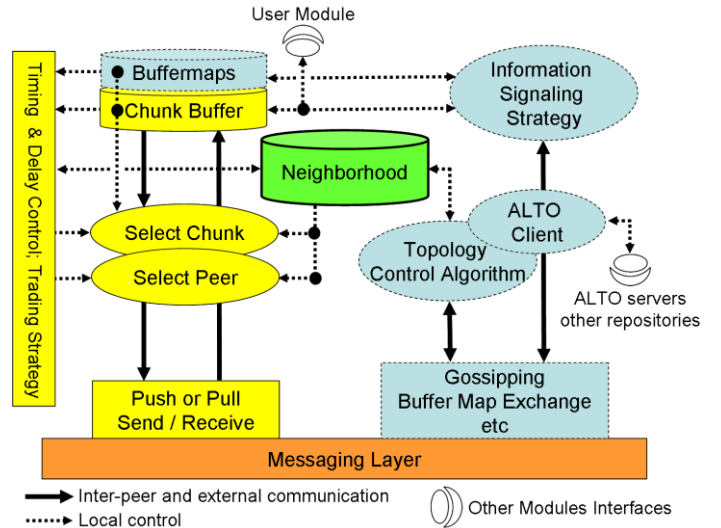 User Module
Buffermaps
Chunk Buffer
Information
Signaling
Strategy
Timing & Delay Control; Trading Strategy
Neighborhood
ALTO
Client
Select Chunk
Topology
Control Algorithm
Select Peer
ALTO servers
other repositories
Push or Pull
Send / Receive
Gossipping
Buffer Map Exchange
etc
Messaging Layer
Inter-peer and external communication
Local control
Other Modules Interfaces